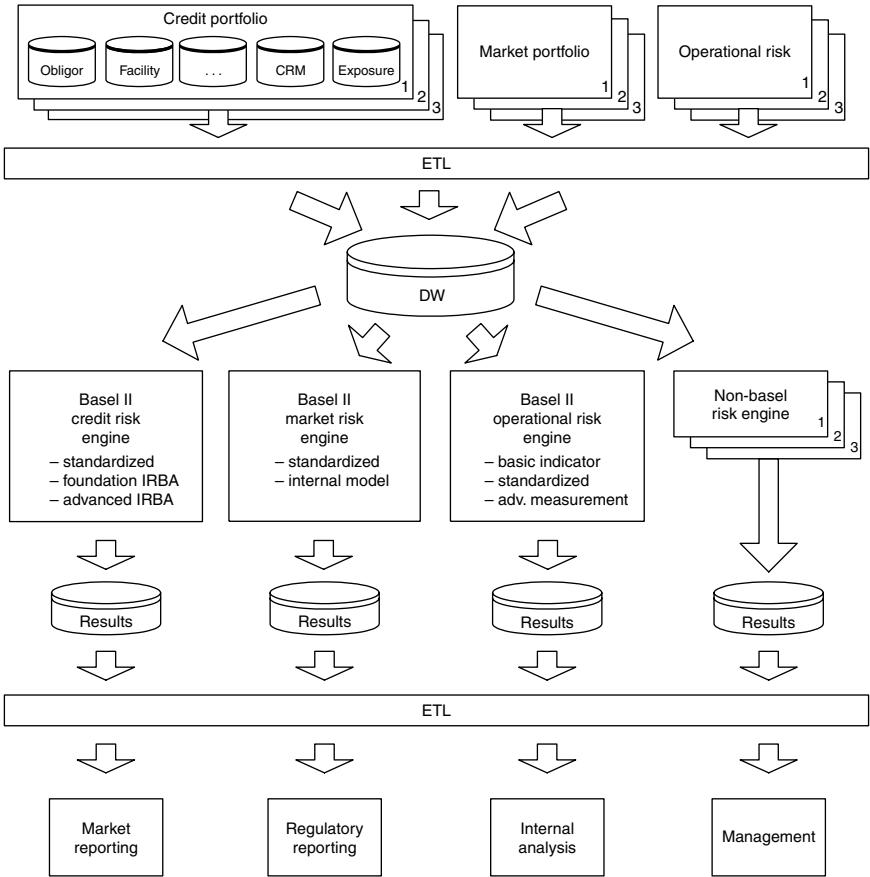 Credit portfolio
Obligor
Facility
...
CRM
Exposure
1
2
3
Market portfolio
1
2
3
Operational risk
1
2
3
ETL
DW
Basel II
credit risk
engine
– standardized
– foundation IRBA
– advanced IRBA
Basel II
market risk
engine
– standardized
– internal model
Basel II
operational risk
engine
– basic indicator
– standardized
– adv. measurement
Non-basel
risk engine
1
2
3
Results
Results
Results
Results
ETL
Market
reporting
Regulatory
reporting
Internal
analysis
Management